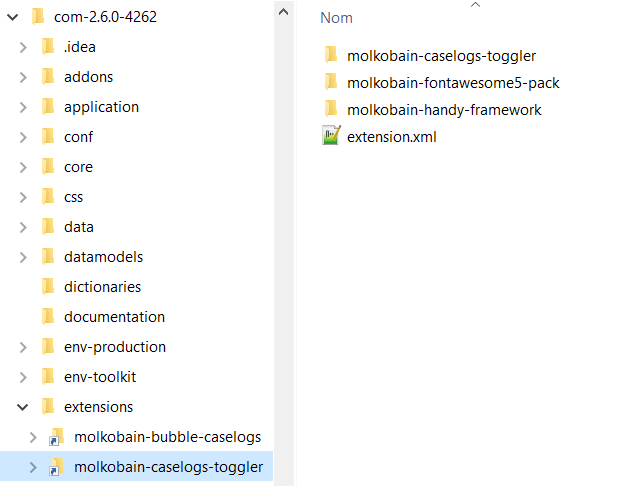 com-2.6.0-4262
.idea
addons
application
conf
core
css
data
datamodels
dictionaries
documentation
env-production
env-toolkit
extensions
molkobain-bubble-caselogs
molkobain-caselogs-toggler
Nom
molkobain-caselogs-toggler
molkobain-fontawesome5-pack
molkobain-handy-framework
extension.xml